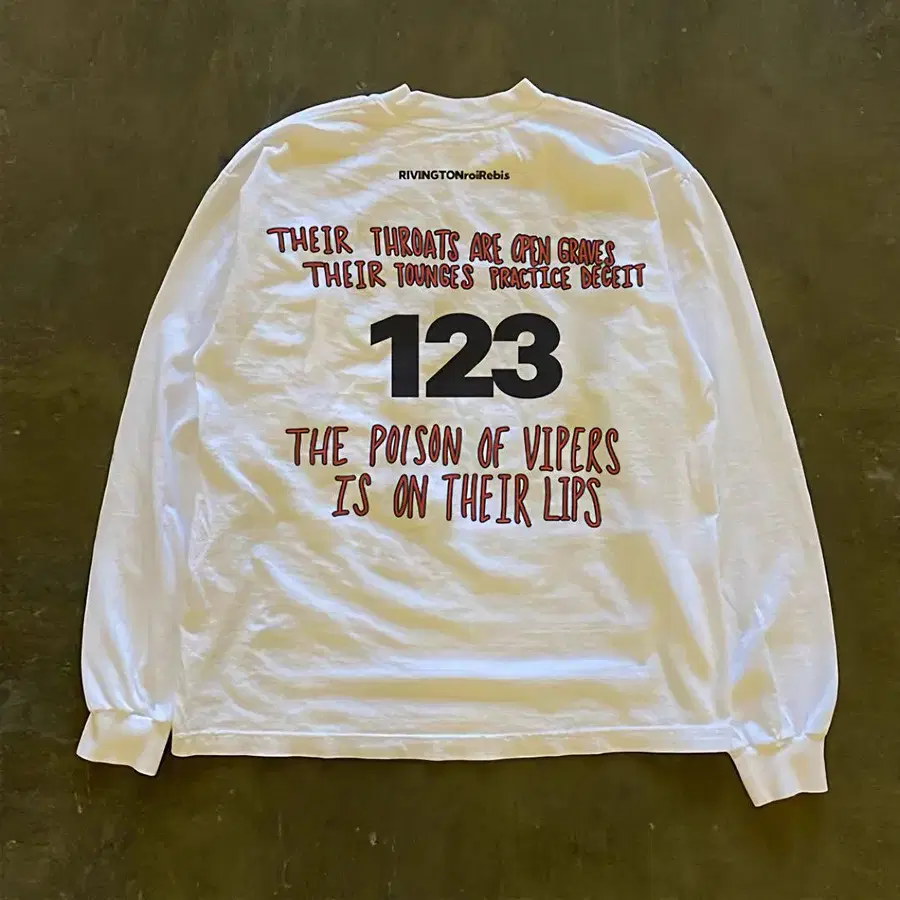 RIVINGTONroiRebis
THEIR THROATS ARE OPEN GRAVES
THEIR TOUNGES PRACTICE DECEIT
123
THE POISON OF VIPERS
IS ON THEIR LIPS